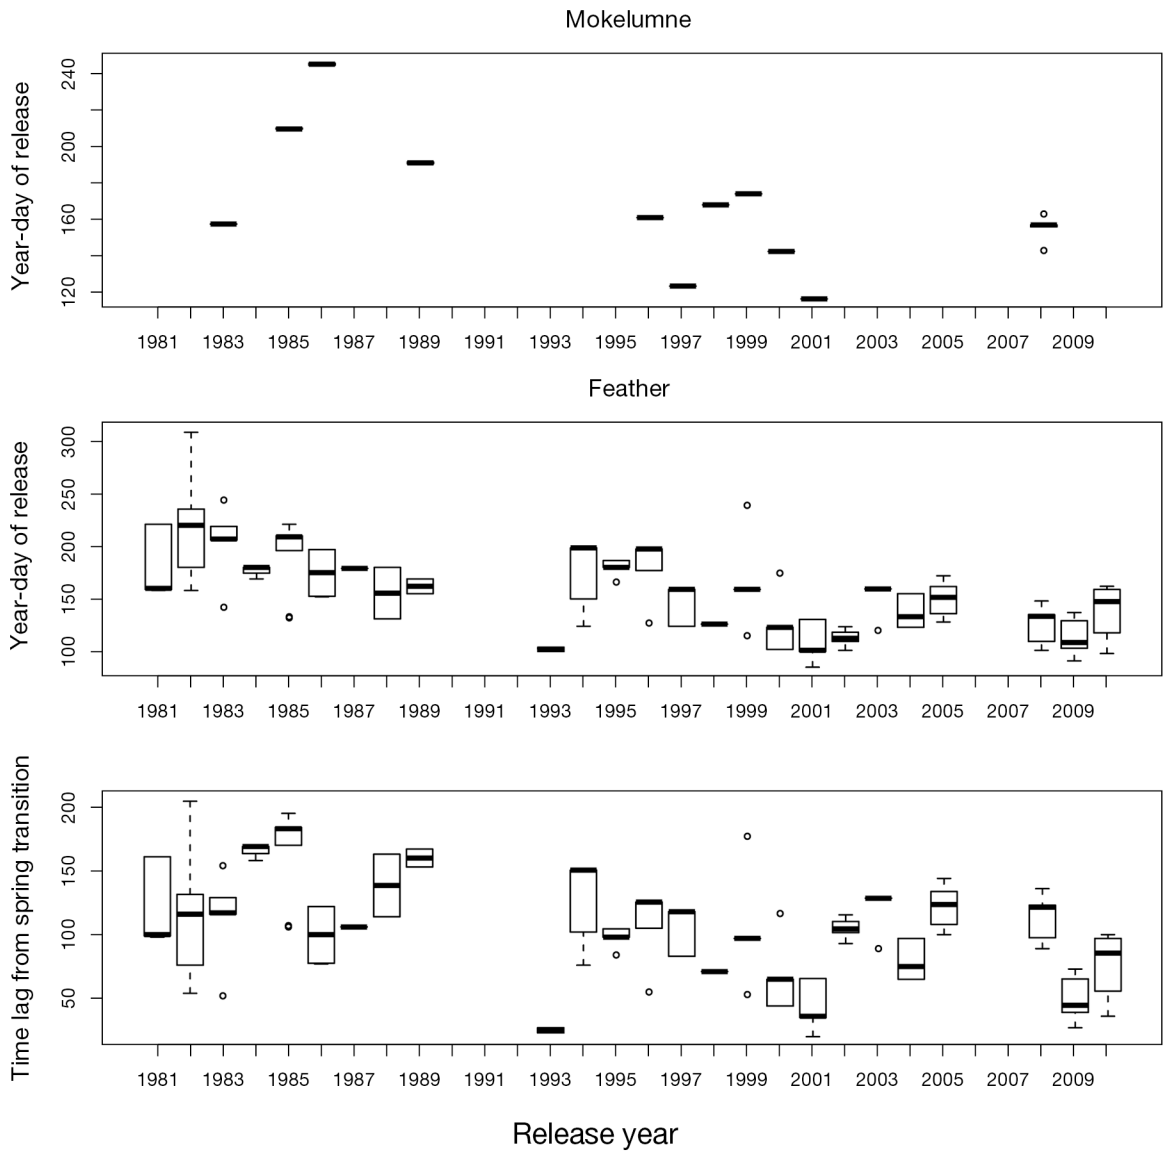 Mokelumne
Year-day of release
240
200
160
120
1981 1983 1985 1987 1989 1991 1993 1995 1997 1999 2001 2003 2005 2007 2009
Feather
Year-day of release
300
250
200
150
100
1981 1983 1985 1987 1989 1991 1993 1995 1997 1999 2001 2003 2005 2007 2009
Time lag from spring transition
200
150
100
50
1981 1983 1985 1987 1989 1991 1993 1995 1997 1999 2001 2003 2005 2007 2009
Release year